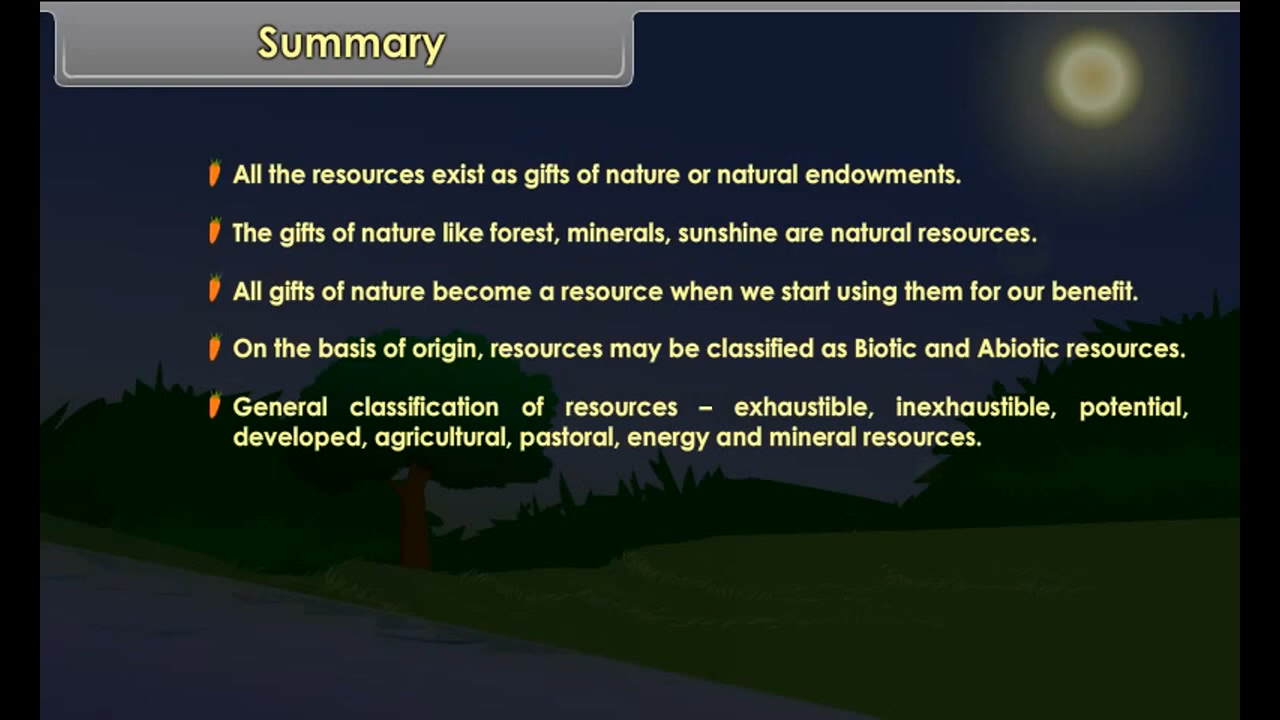 Summary
All the resources exist as gifts of nature or natural endowments.
The gifts of nature like forest, minerals, sunshine are natural resources.
All gifts of nature become a resource when we start using them for our benefit.
On the basis of origin, resources may be classified as Biotic and Abiotic resources.
General classification of resources – exhaustible, inexhaustible, potential,
developed, agricultural, pastoral, energy and mineral resources.